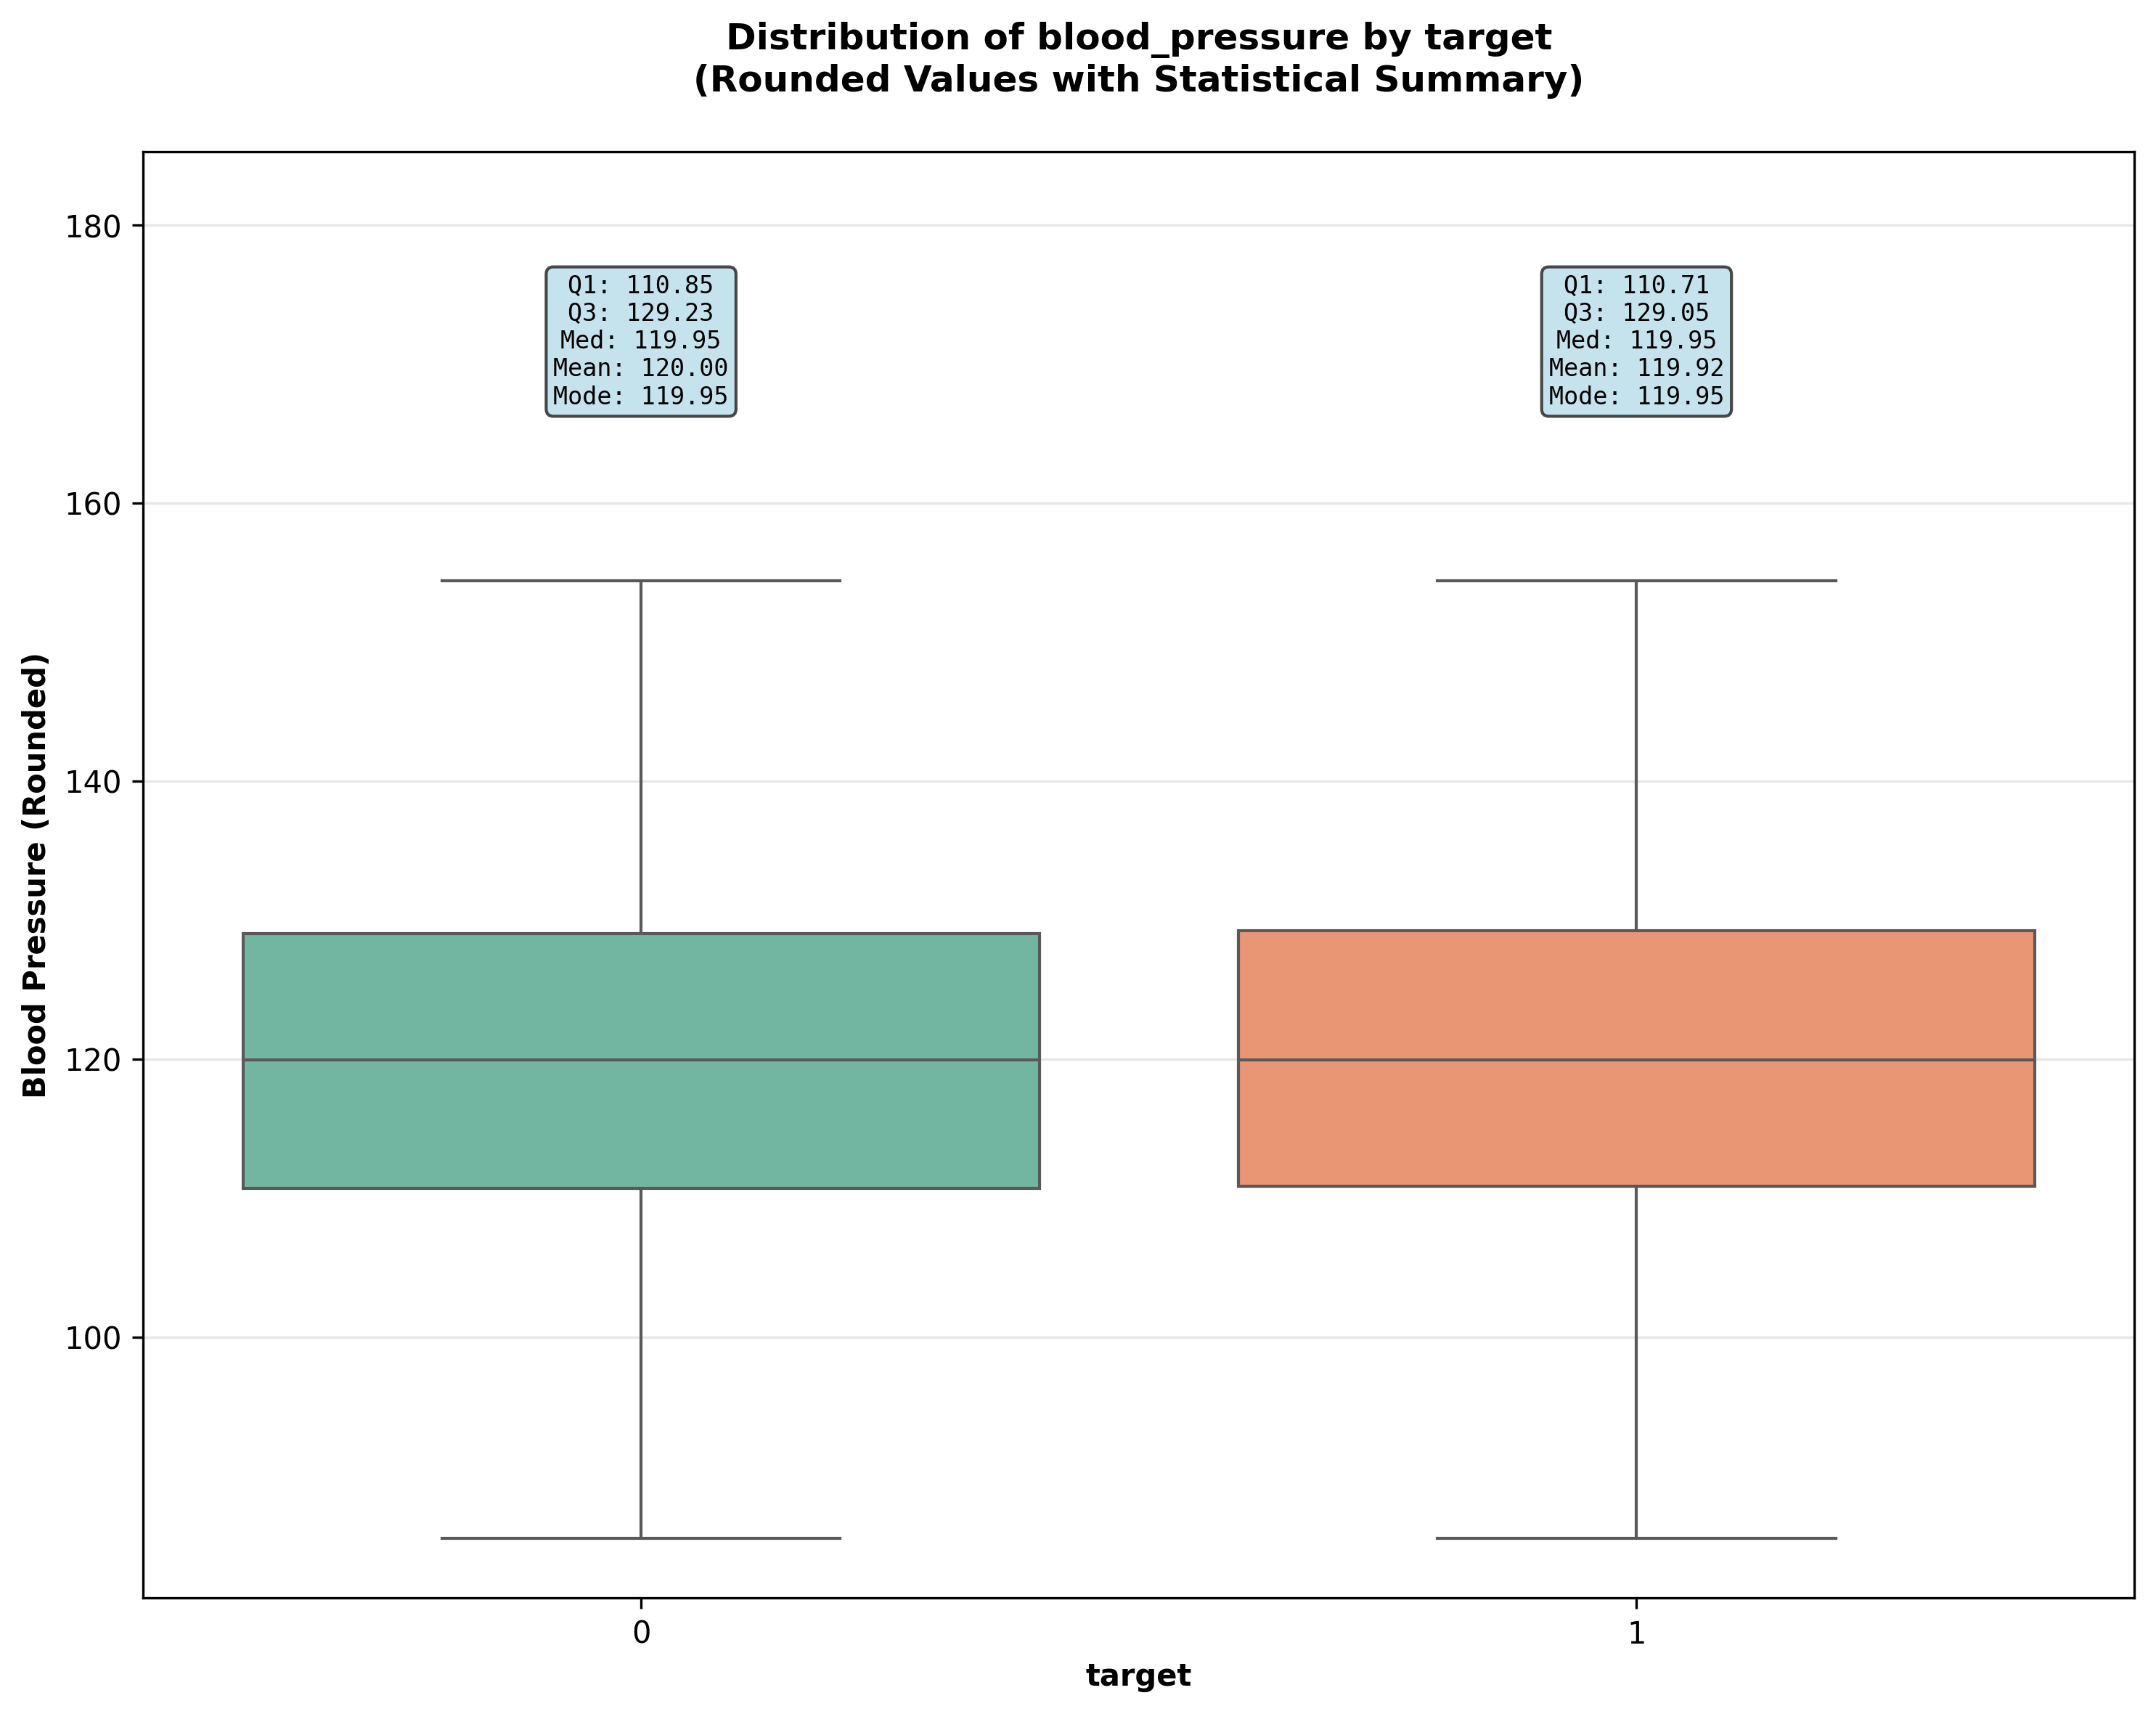 Distribution of blood_pressure by target
(Rounded Values with Statistical Summary)
180
160
140
120
100
Blood Pressure (Rounded)
Q1: 110.85
Q3: 129.23
Med: 119.95
Mean: 120.00
Mode: 119.95
Q1: 110.71
Q3: 129.05
Med: 119.95
Mean: 119.92
Mode: 119.95
0
1
target